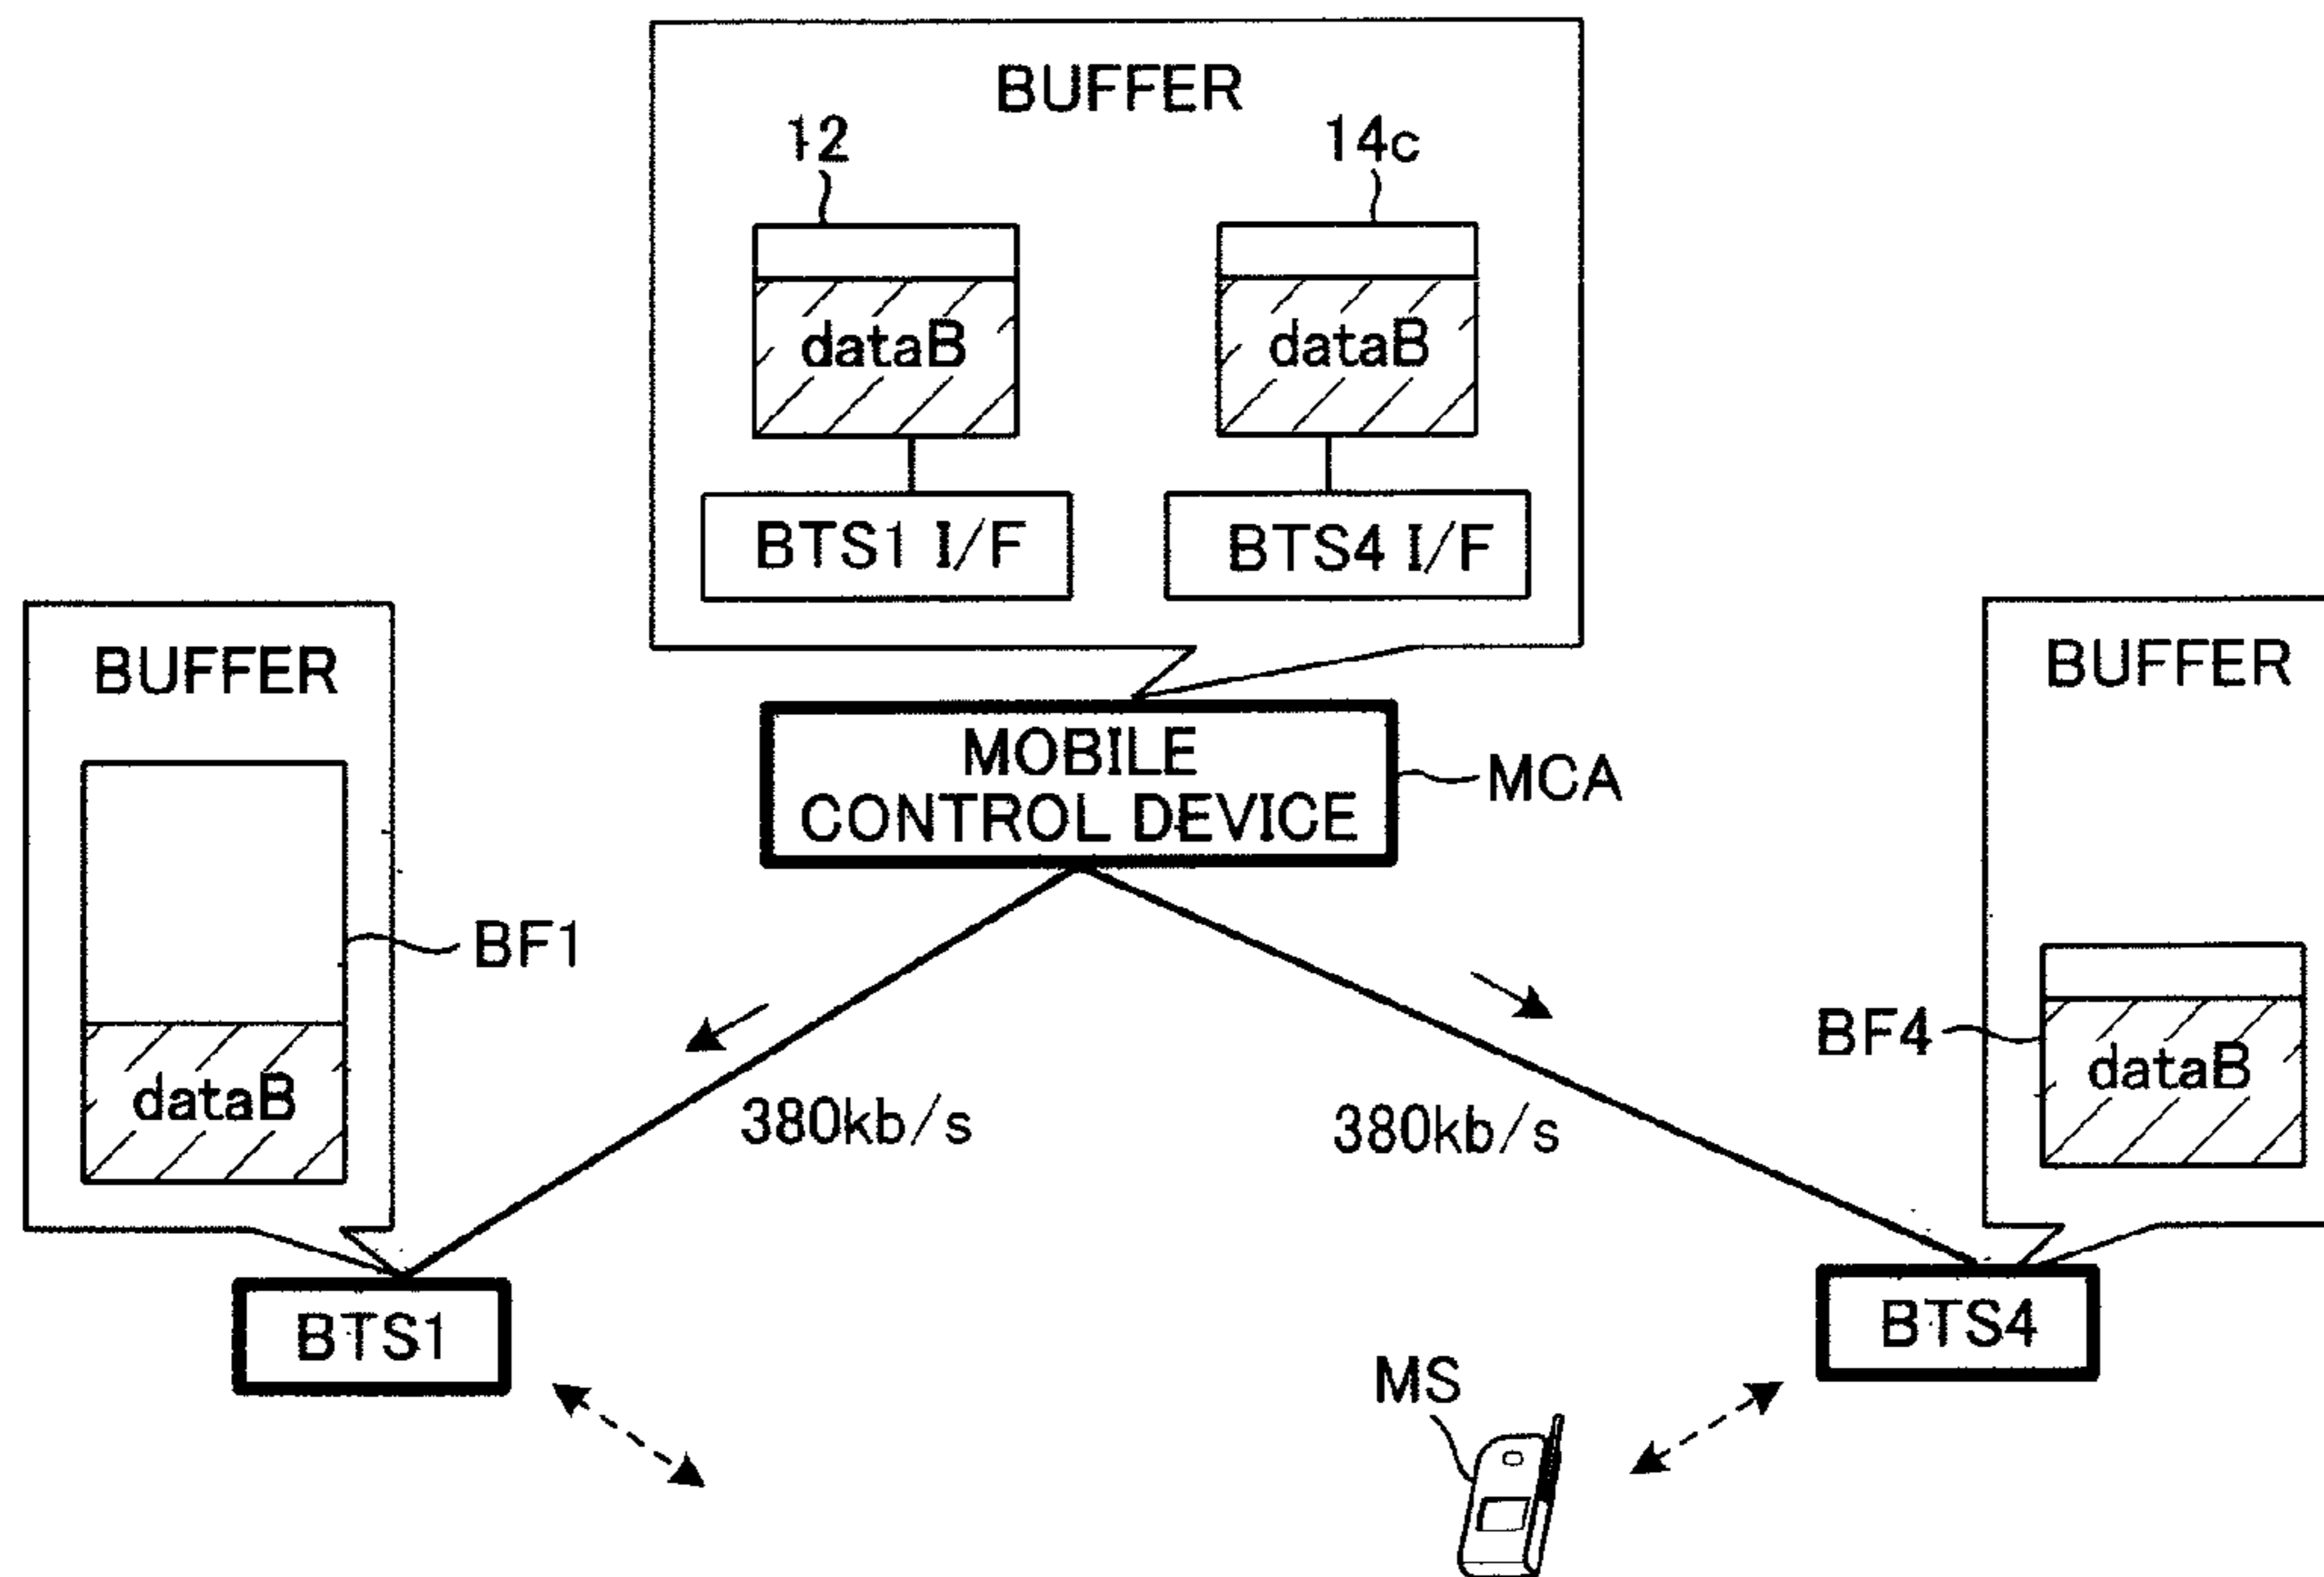 BUFFER
12
14c
dataB
dataB
BTS1 I/F
BTS4 I/F
BUFFER
BUFFER
MOBILE
CONTROL DEVICE
MCA
BF1
BF4
dataB
dataB
380kb/s
380kb/s
BTS1
BTS4
MS